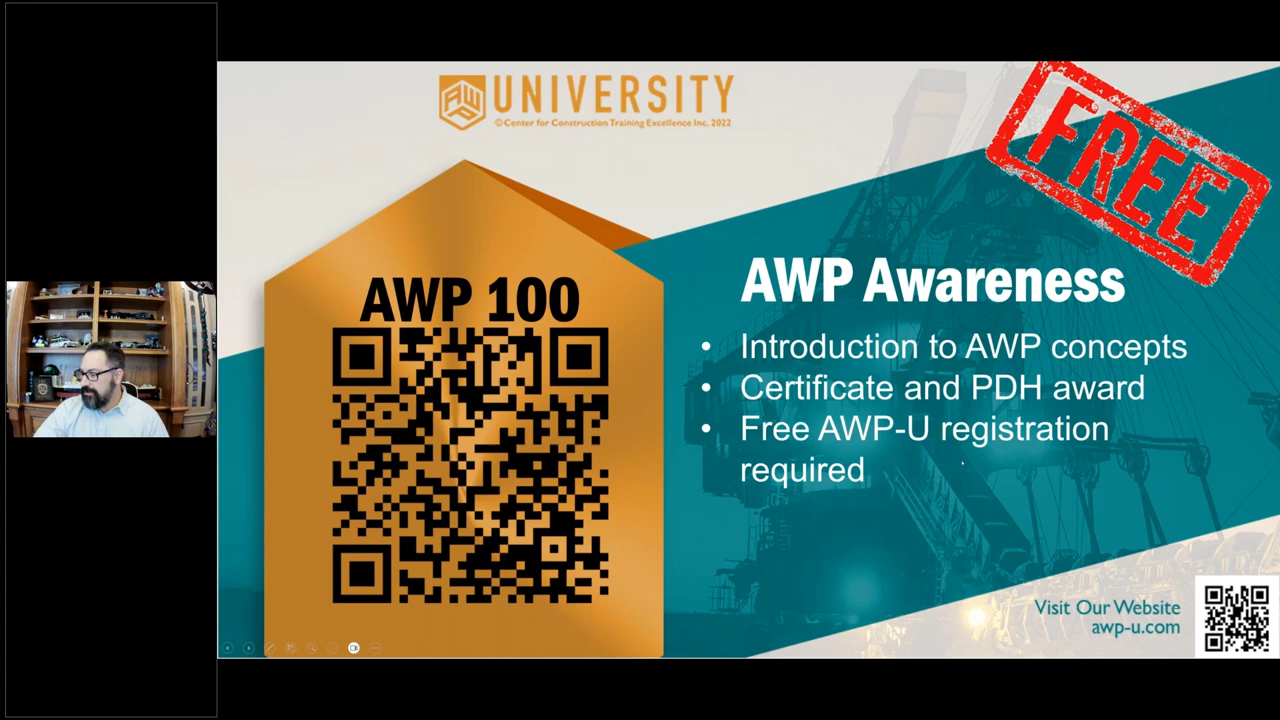 AWP
UNIVERSITY
© Center for Construction Training Excellence Inc. 2022
FREE
AWP 100
AWP Awareness
• Introduction to AWP concepts
• Certificate and PDH award
• Free AWP-U registration
required
Visit Our Website
awp-u.com